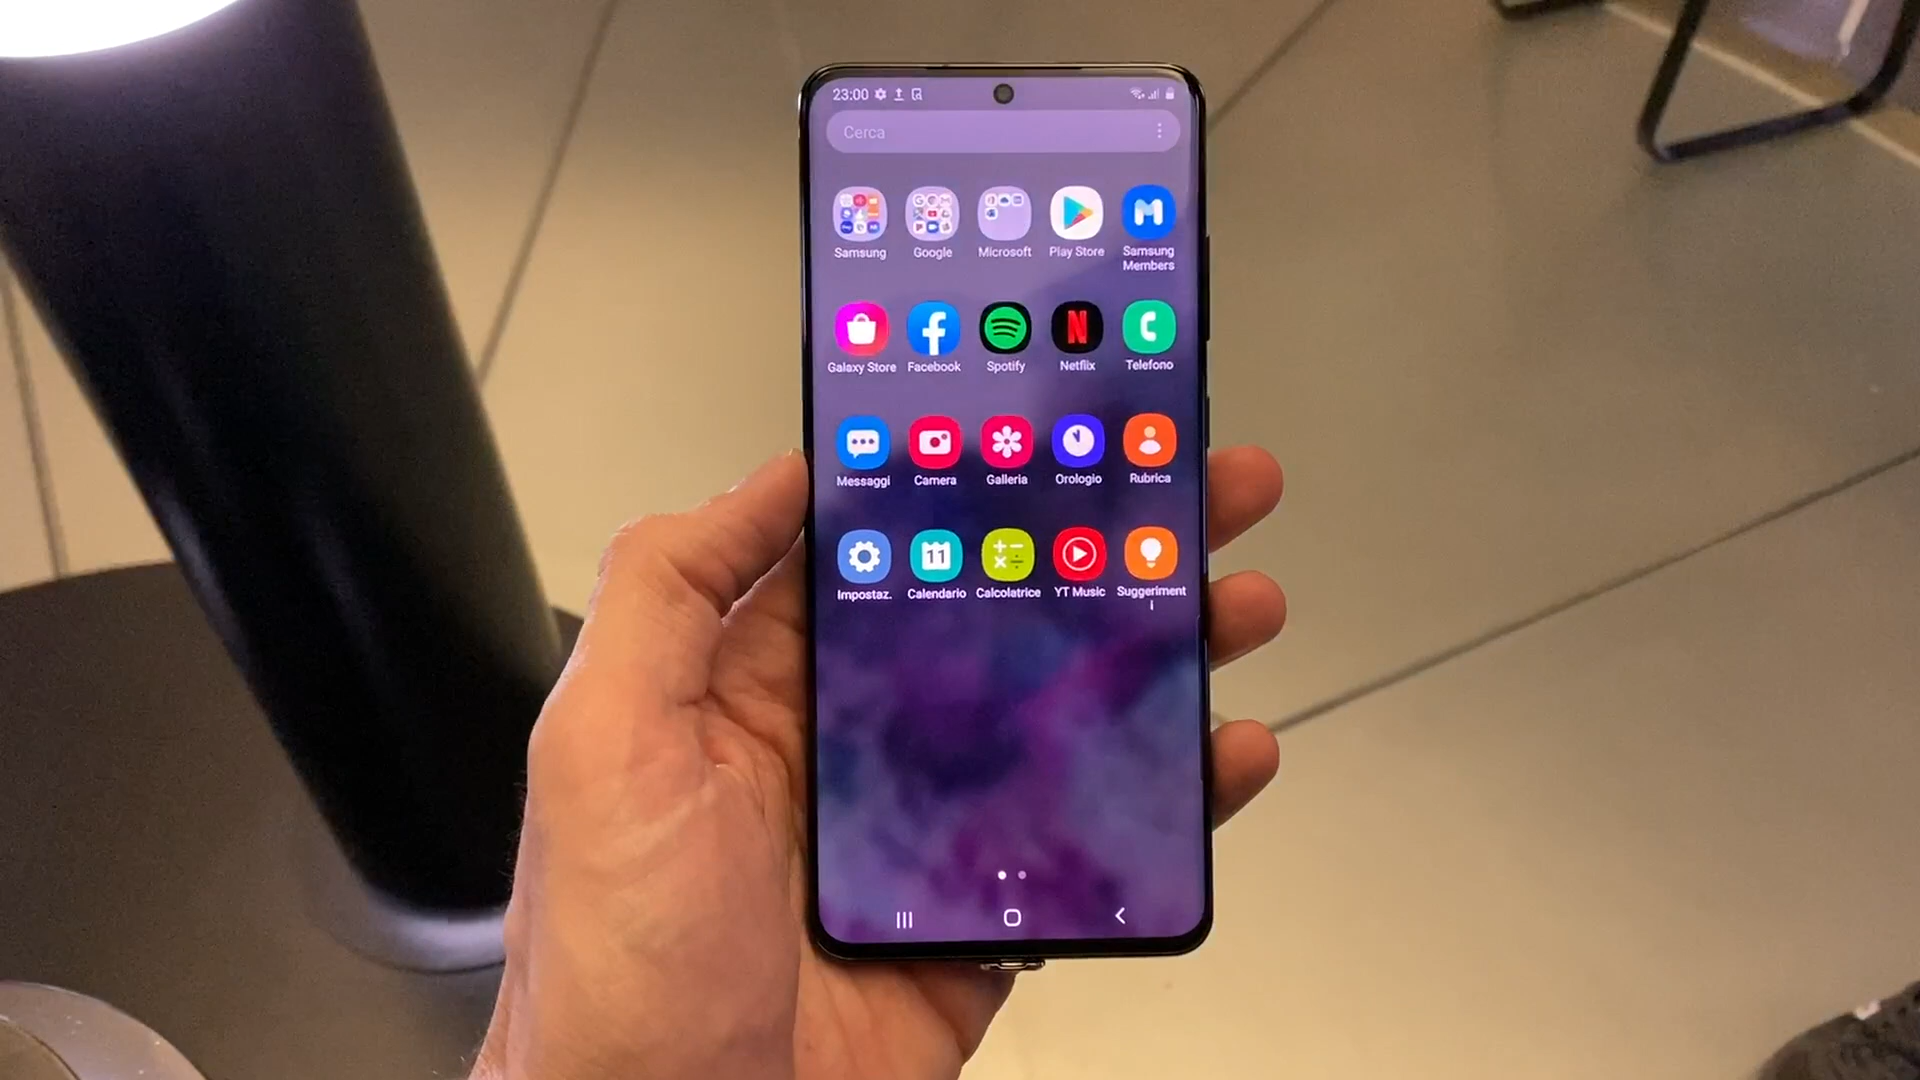 23:00
Cerca
Samsung Google Microsoft Play Store Samsung
Members
Galaxy Store Facebook Spotify Netflix Telefono
Messaggi Camera Galleria Orologio Rubrica
11
Impostaz. Calendario Calcolatrice YT Music Suggeriment
i